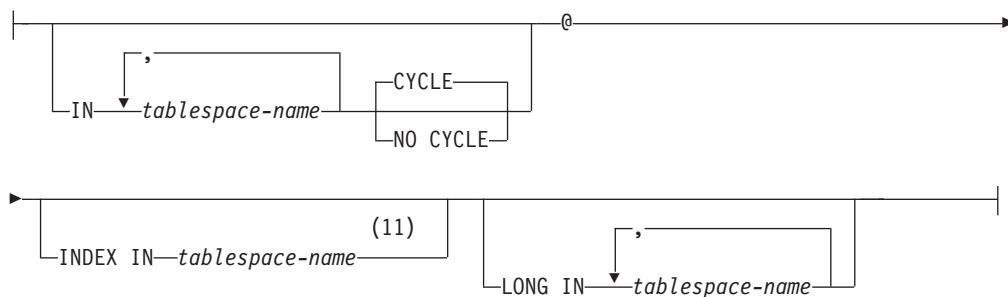 @
,
CYCLE
IN tablespace-name
NO CYCLE
(11)
INDEX IN tablespace-name
,
LONG IN tablespace-name